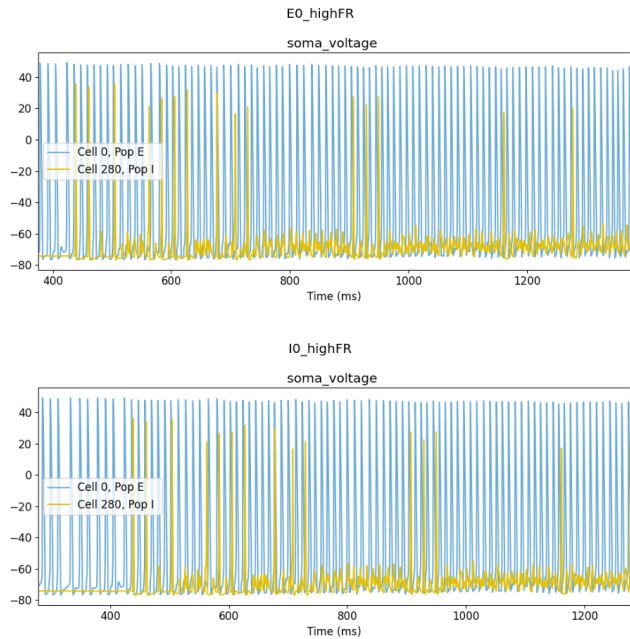 E0_highFR
soma_voltage
40
20
0
−20
−40
−60
−80
Cell 0, Pop E
Cell 280, Pop I
400 600 800 1000 1200
Time (ms)
I0_highFR
soma_voltage
40
20
0
−20
−40
−60
−80
Cell 0, Pop E
Cell 280, Pop I
400 600 800 1000 1200
Time (ms)